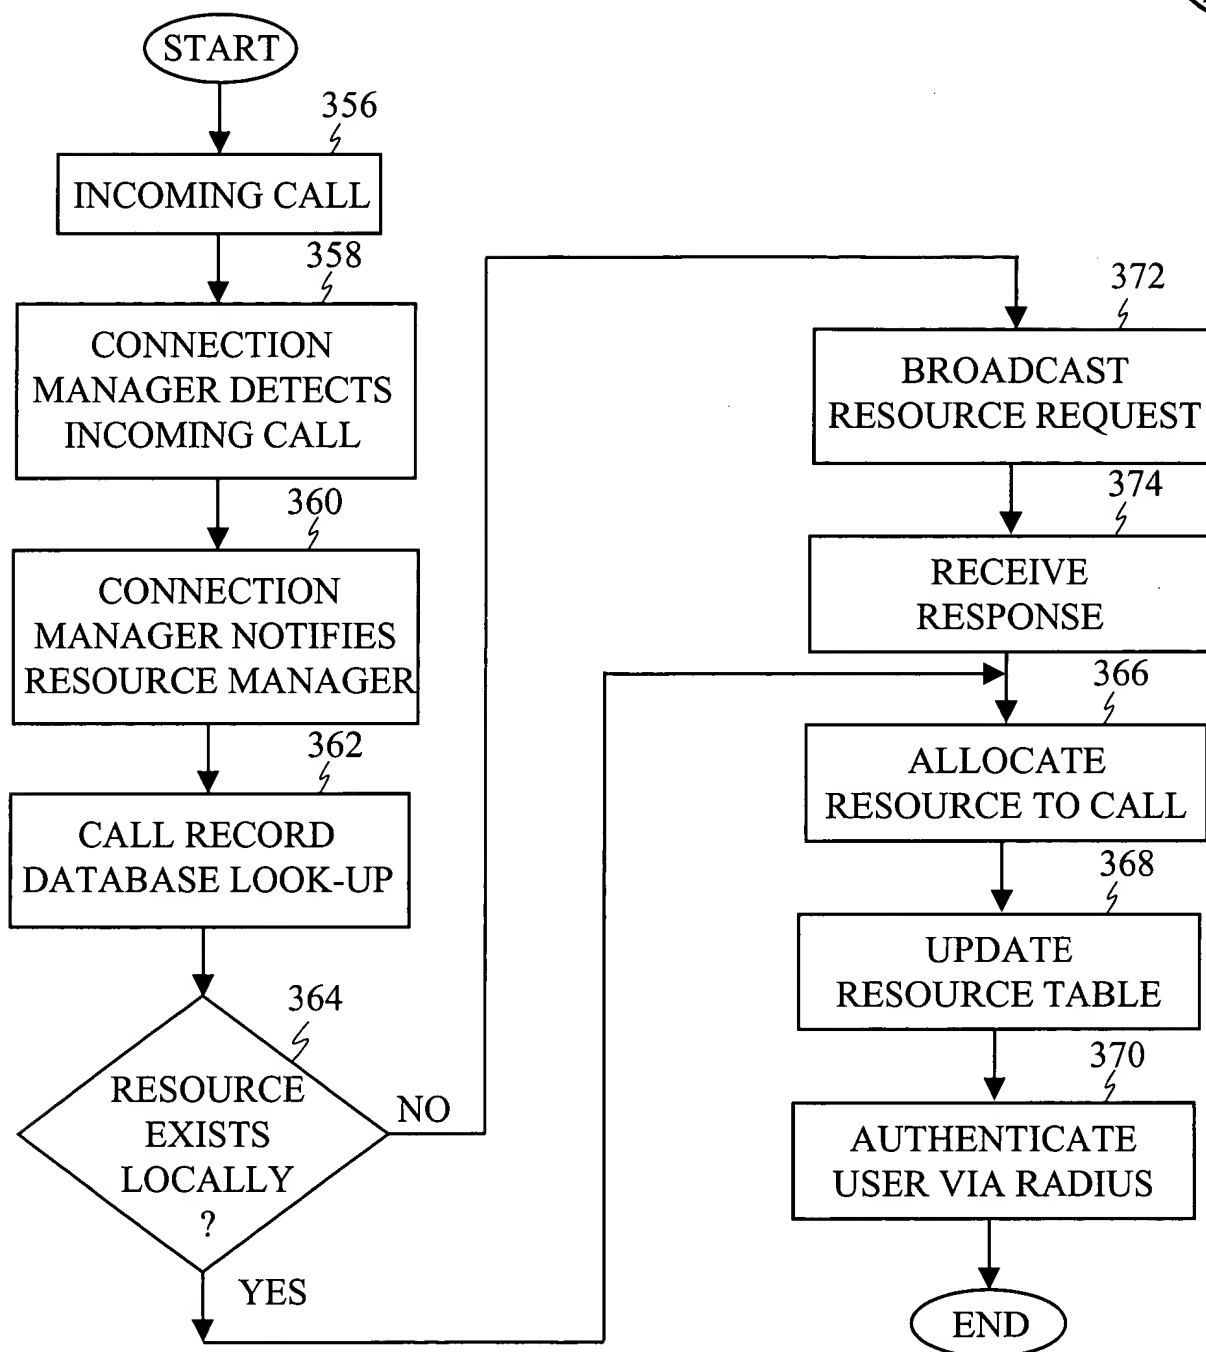 START
356
INCOMING CALL
358
CONNECTION
MANAGER DETECTS
INCOMING CALL
360
CONNECTION
MANAGER NOTIFIES
RESOURCE MANAGER
362
CALL RECORD
DATABASE LOOK-UP
364
RESOURCE
EXISTS
LOCALLY
?
NO
YES
372
BROADCAST
RESOURCE REQUEST
374
RECEIVE
RESPONSE
366
ALLOCATE
RESOURCE TO CALL
368
UPDATE
RESOURCE TABLE
370
AUTHENTICATE
USER VIA RADIUS
END